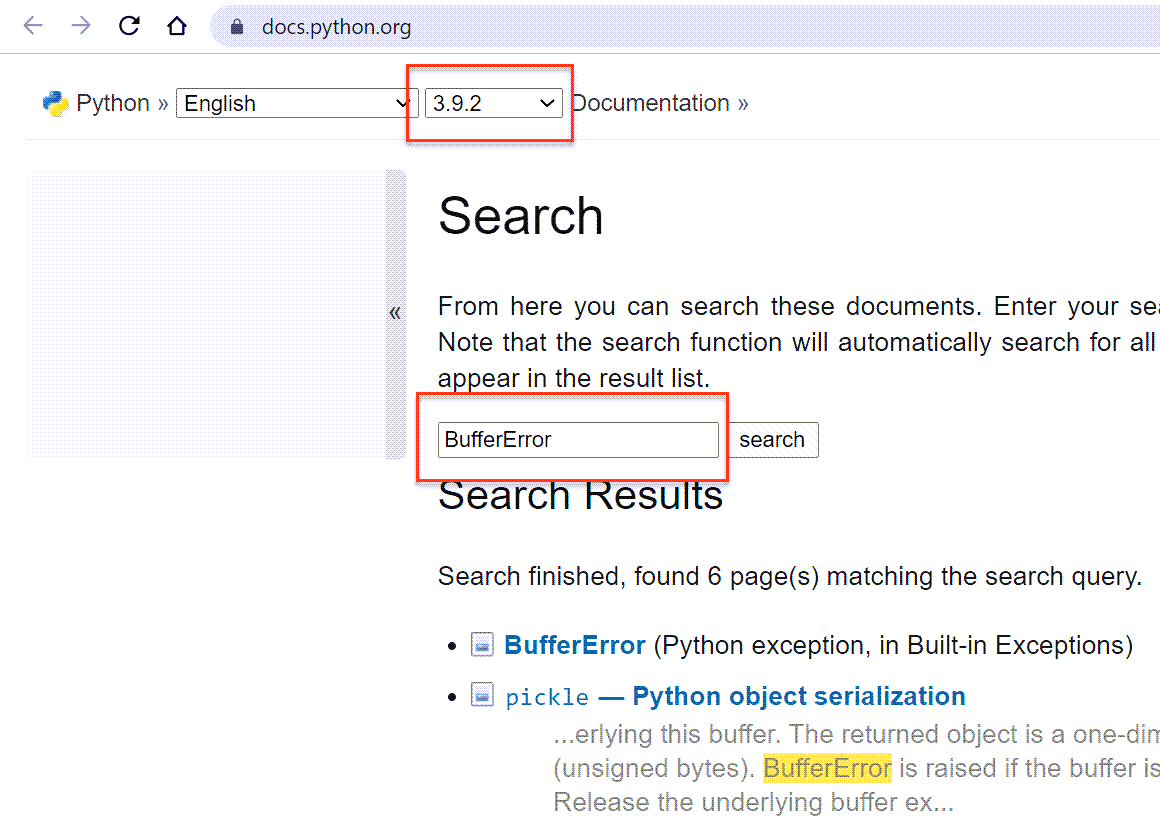 docs.python.org
Python » English 3.9.2 Documentation »
Search
«
From here you can search these documents. Enter your
Note that the search function will automatically search for all
appear in the result list.
BufferError search
Search Results
Search finished, found 6 page(s) matching the search query.
• BufferError (Python exception, in Built-in Exceptions)
• pickle — Python object serialization
...erlying this buffer. The returned object is a
(unsigned bytes). BufferError is raised if the buffer is
Release the underlying buffer ex...